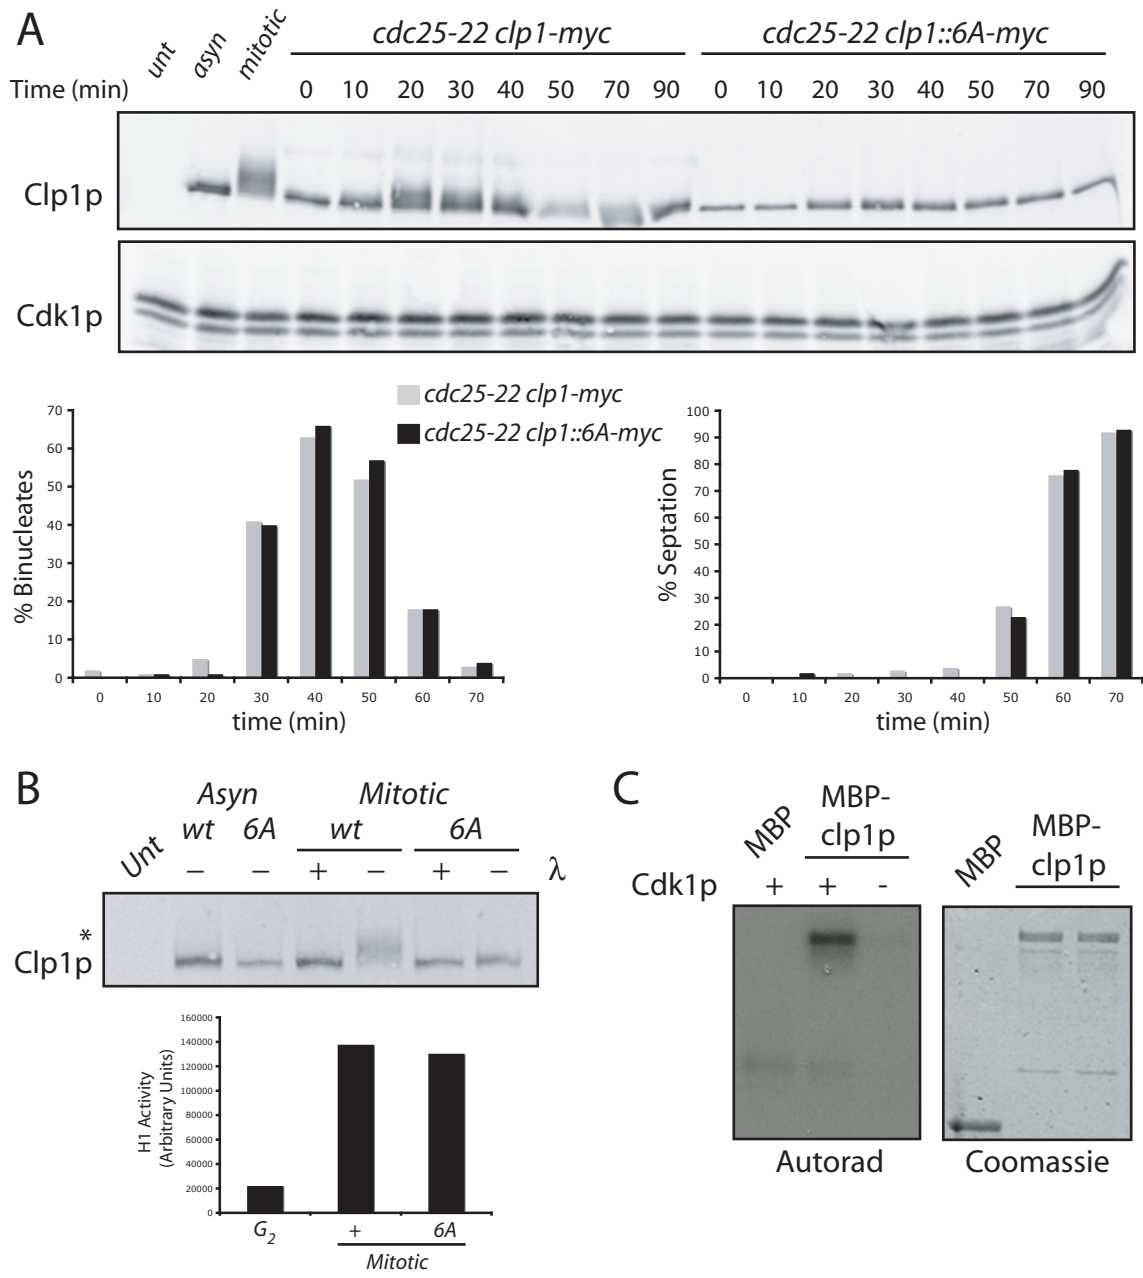 A
unt asyn mitotic cdc25-22 clp1-myc cdc25-22 clp1::6A-myc
Time (min) 0 10 20 30 40 50 70 90 0 10 20 30 40 50 70 90
Clp1p
Cdk1p
cdc25-22 clp1-myc
cdc25-22 clp1::6A-myc
% Binucleates
70
60
50
40
30
20
10
0
0 10 20 30 40 50 60 70
time (min)
% Septation
100
90
80
70
60
50
40
30
20
10
0
0 10 20 30 40 50 60 70
time (min)
B
Asyn Mitotic
Unt wt 6A wt 6A
– – + – + – λ
*
Clp1p
H1 Activity
(Arbitrary Units)
160000
140000
120000
100000
80000
60000
40000
20000
0
G2 + 6A
Mitotic
C
MBP MBP-clp1p MBP MBP-clp1p
Cdk1p + + -
Autorad Coomassie